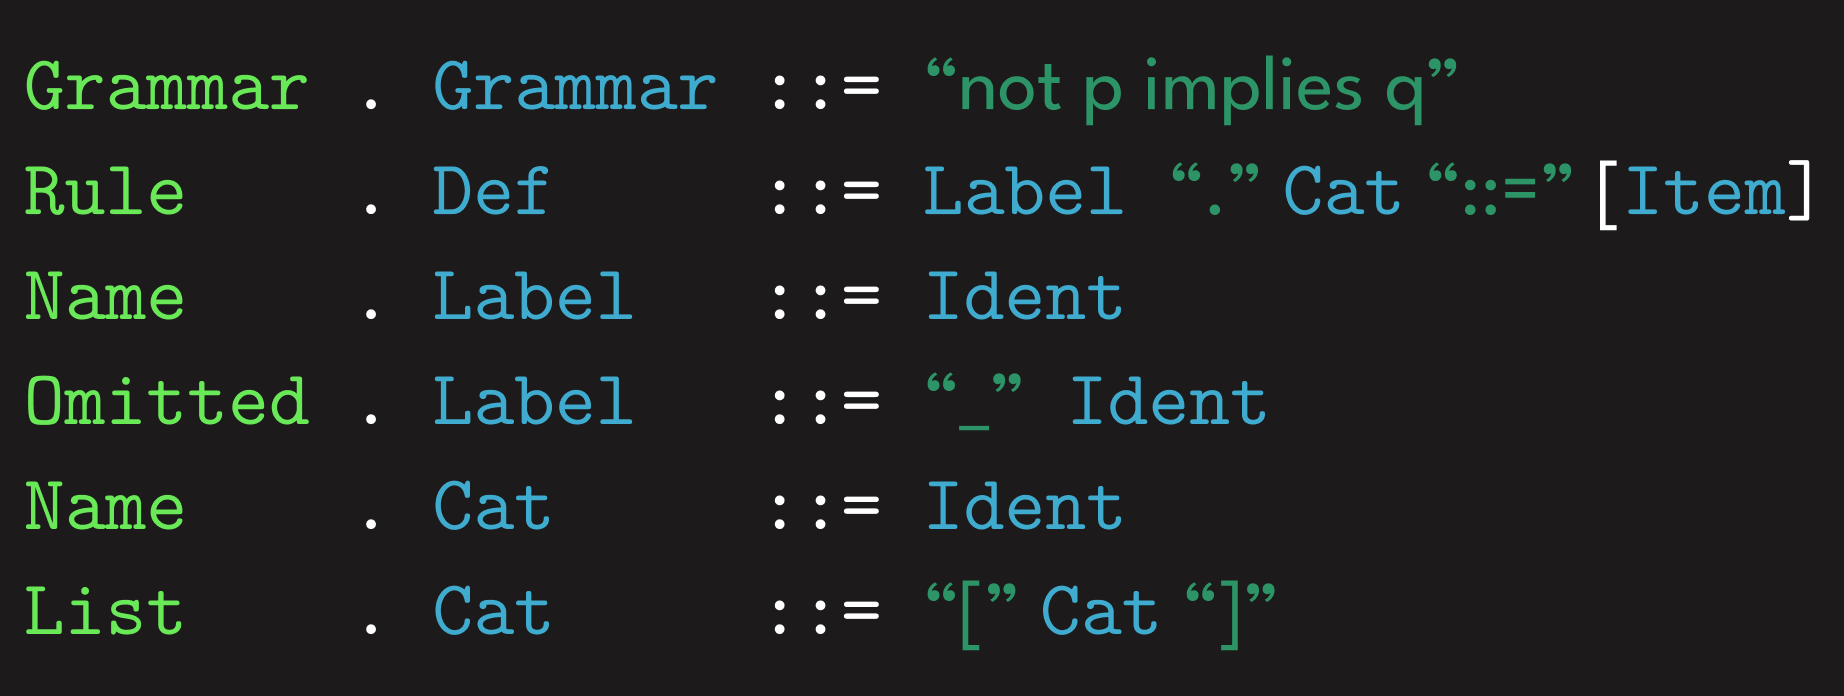 Grammar . Grammar ::= “not p implies q”
Rule . Def ::= Label “.” Cat “::=” [Item]
Name . Label ::= Ident
Omitted . Label ::= “_” Ident
Name . Cat ::= Ident
List . Cat ::= “[” Cat “]”